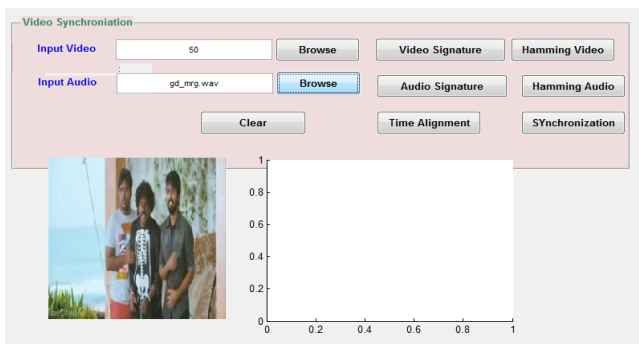 Video Synchroniation
Input Video 50 Browse Video Signature Hamming Video
:
Input Audio gd_mrg.wav Browse Audio Signature Hamming Audio
Clear Time Alignment SYnchronization
1
0.8
0.6
0.4
0.2
0
0 0.2 0.4 0.6 0.8 1